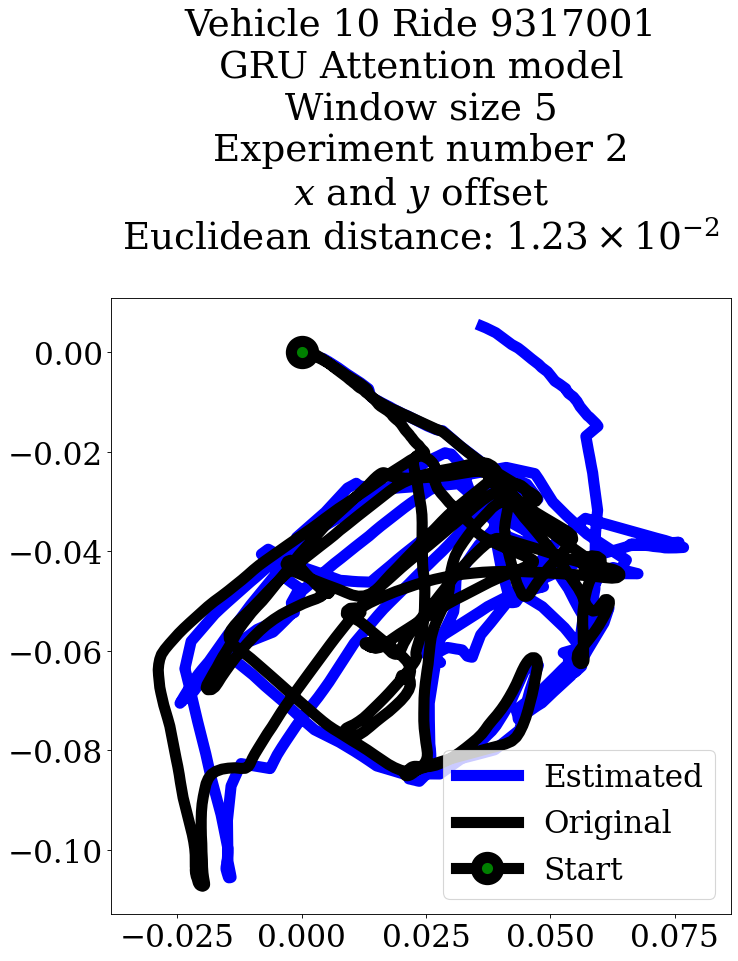 Vehicle 10 Ride 9317001
GRU Attention model
Window size 5
Experiment number 2
x and y offset
Euclidean distance: 1.23 × 10⁻²
0.00
−0.02
−0.04
−0.06
−0.08
−0.10
Estimated
Original
Start
−0.025 0.000 0.025 0.050 0.075